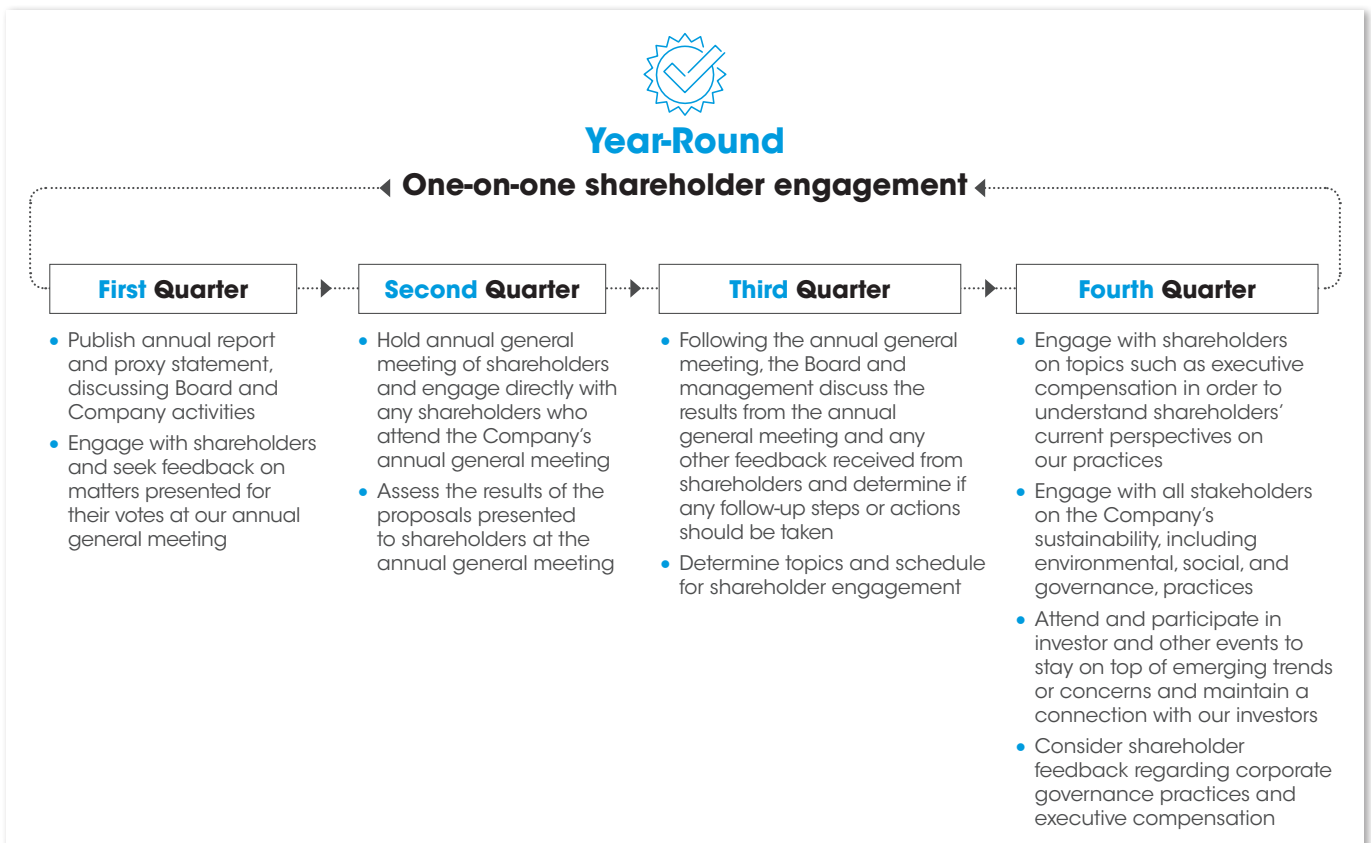 Year-Round
One-on-one shareholder engagement
First Quarter
• Publish annual report
and proxy statement,
discussing Board and
Company activities
• Engage with shareholders
and seek feedback on
matters presented for
their votes at our annual
general meeting
Second Quarter
• Hold annual general
meeting of shareholders
and engage directly with
any shareholders who
attend the Company's
annual general meeting
• Assess the results of the
proposals presented
to shareholders at the
annual general meeting
Third Quarter
• Following the annual general
meeting, the Board and
management discuss the
results from the annual
general meeting and any
other feedback received from
shareholders and determine if
any follow-up steps or actions
should be taken
• Determine topics and schedule
for shareholder engagement
Fourth Quarter
• Engage with shareholders
on topics such as executive
compensation in order to
understand shareholders'
current perspectives on
our practices
• Engage with all stakeholders
on the Company's
sustainability, including
environmental, social, and
governance, practices
• Attend and participate in
investor and other events to
stay on top of emerging trends
or concerns and maintain a
connection with our investors
• Consider shareholder
feedback regarding corporate
governance practices and
executive compensation